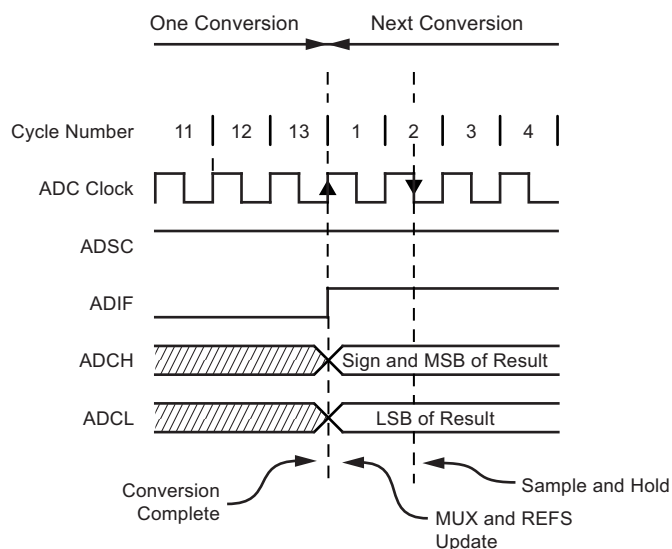 One Conversion Next Conversion
Cycle Number 11 12 13 1 2 3 4
ADC Clock
ADSC
ADIF
ADCH Sign and MSB of Result
ADCL LSB of Result
Conversion
Complete
MUX and REFS
Update
Sample and Hold